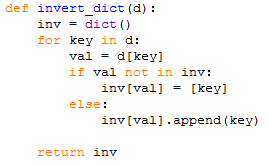 def invert_dict(d):
    inv = dict()
    for key in d:
        val = d[key]
        if val not in inv:
            inv[val] = [key]
        else:
            inv[val].append(key)

    return inv